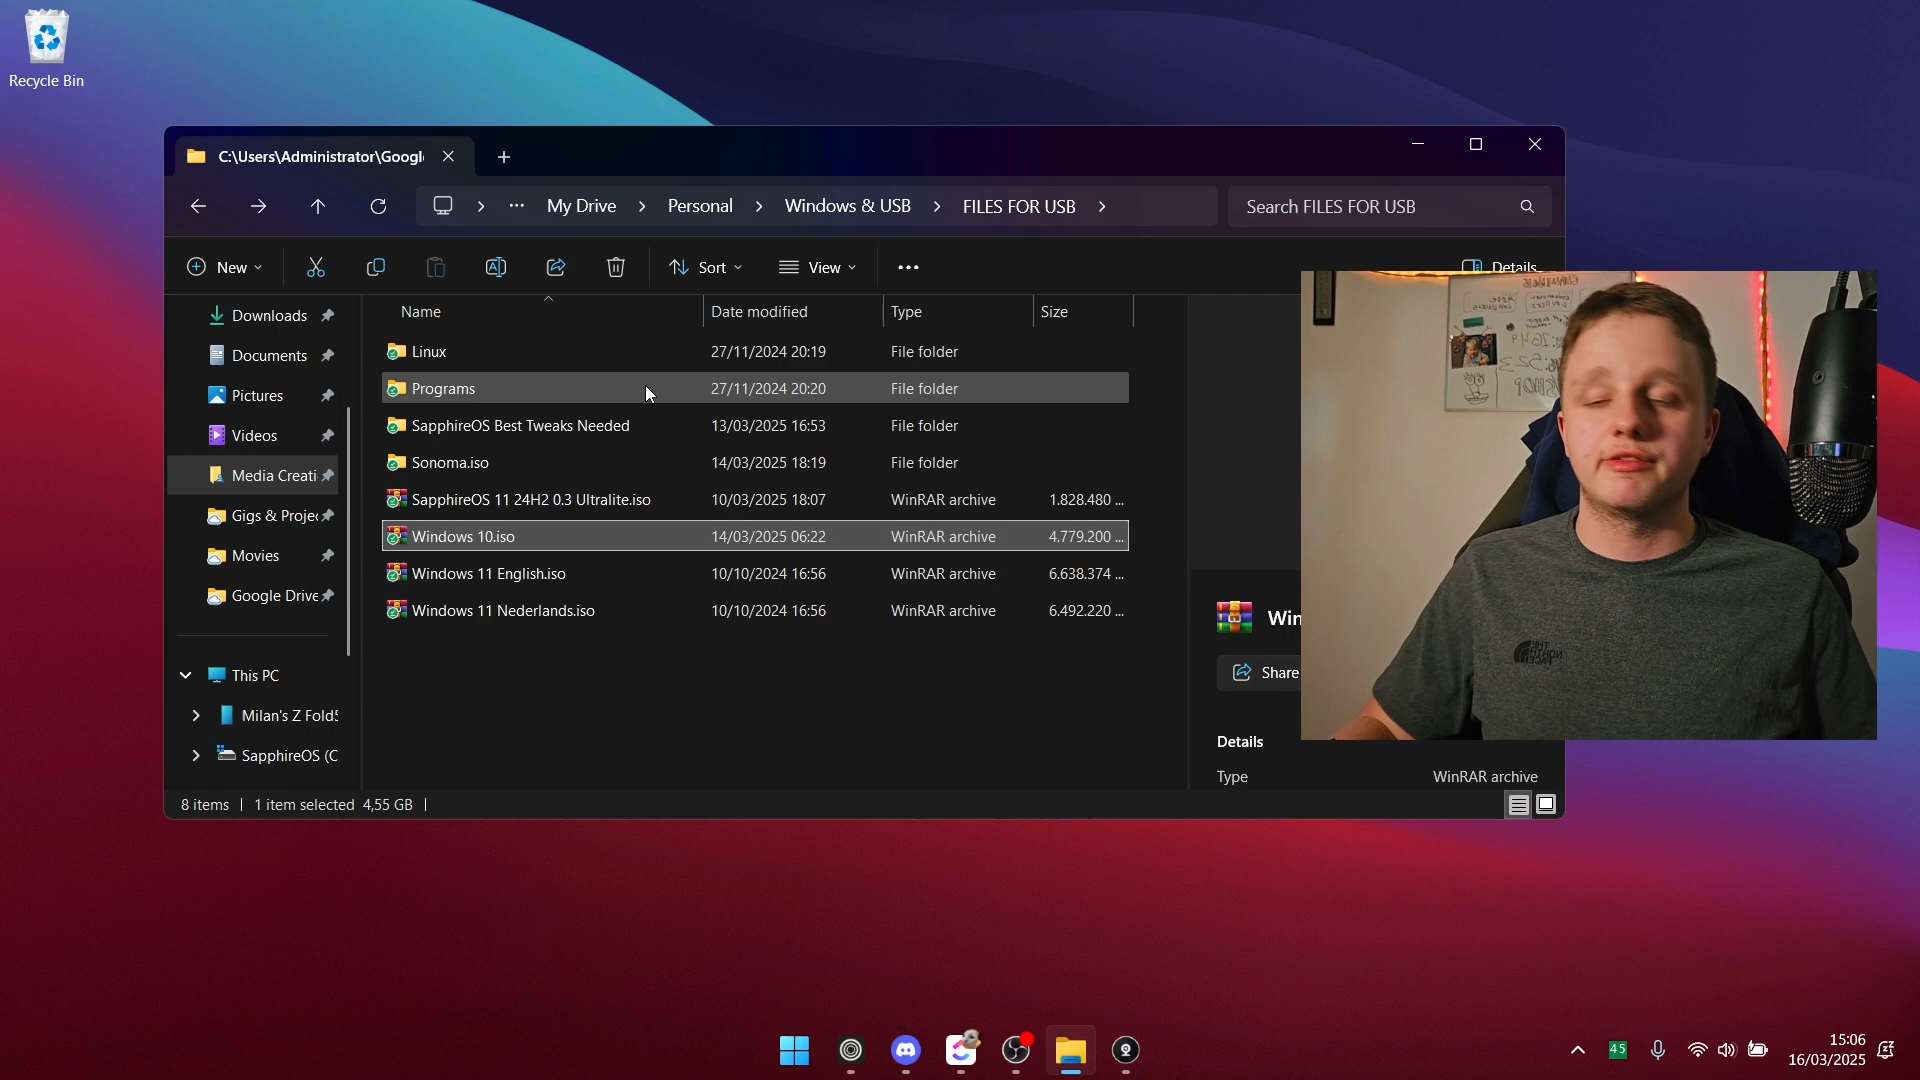 Recycle Bin
C:\Users\Administrator\Googl
My Drive
Personal
Windows & USB
FILES FOR USB
Search FILES FOR USB
New
Sort
View
Details
Name
Date modified
Type
Size
Linux 27/11/2024 20:19 File folder
Programs 27/11/2024 20:20 File folder
SapphireOS Best Tweaks Needed 13/03/2025 16:53 File folder
Sonoma.iso 14/03/2025 18:19 File folder
SapphireOS 11 24H2 0.3 Ultralite.iso 10/03/2025 18:07 WinRAR archive 1.828.480 ...
Windows 10.iso 14/03/2025 06:22 WinRAR archive 4.779.200 ...
Windows 11 English.iso 10/10/2024 16:56 WinRAR archive 6.638.374 ...
Windows 11 Nederlands.iso 10/10/2024 16:56 WinRAR archive 6.492.220 ...
Downloads
Documents
Pictures
Videos
Media Creati
Gigs & Projec
Movies
Google Drive
This PC
Milan's Z Fold5
SapphireOS (C
Win
Share
Details
Type WinRAR archive
8 items
1 item selected 4,55 GB
THE
NORTH
FACE
45
15:06
16/03/2025